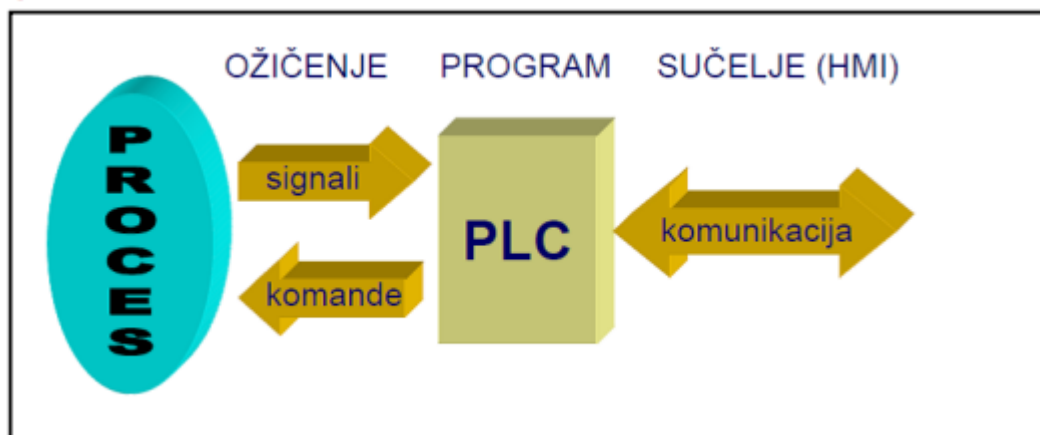 OŽIČENJE PROGRAM SUČELJE (HMI)
PROCES
signali
komande
PLC
komunikacija